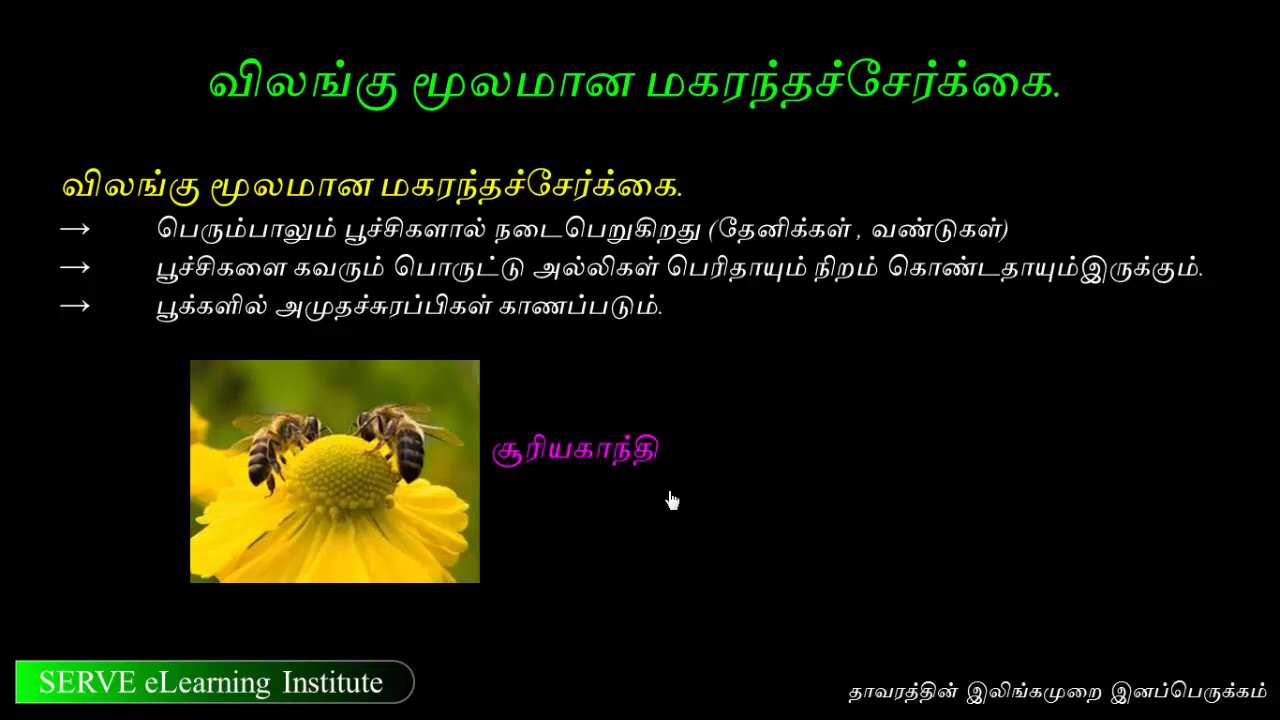 விலங்கு மூலமான மகரந்தச்சேர்க்கை.
விலங்கு மூலமான மகரந்தச்சேர்க்கை.
→ பெரும்பாலும் பூச்சிகளால் நடைபெறுகிறது (தேனிக்கள் , வண்டுகள்)
→ பூச்சிகளை கவரும் பொருட்டு அல்லிகள் பெரிதாயும் நிறம் கொண்டதாயும்இருக்கும்.
→ பூக்களில் அமுதச்சுரப்பிகள் காணப்படும்.
சூரியகாந்தி
SERVE eLearning Institute
தாவரத்தின் இலிங்கமுறை இனப்பெருக்கம்